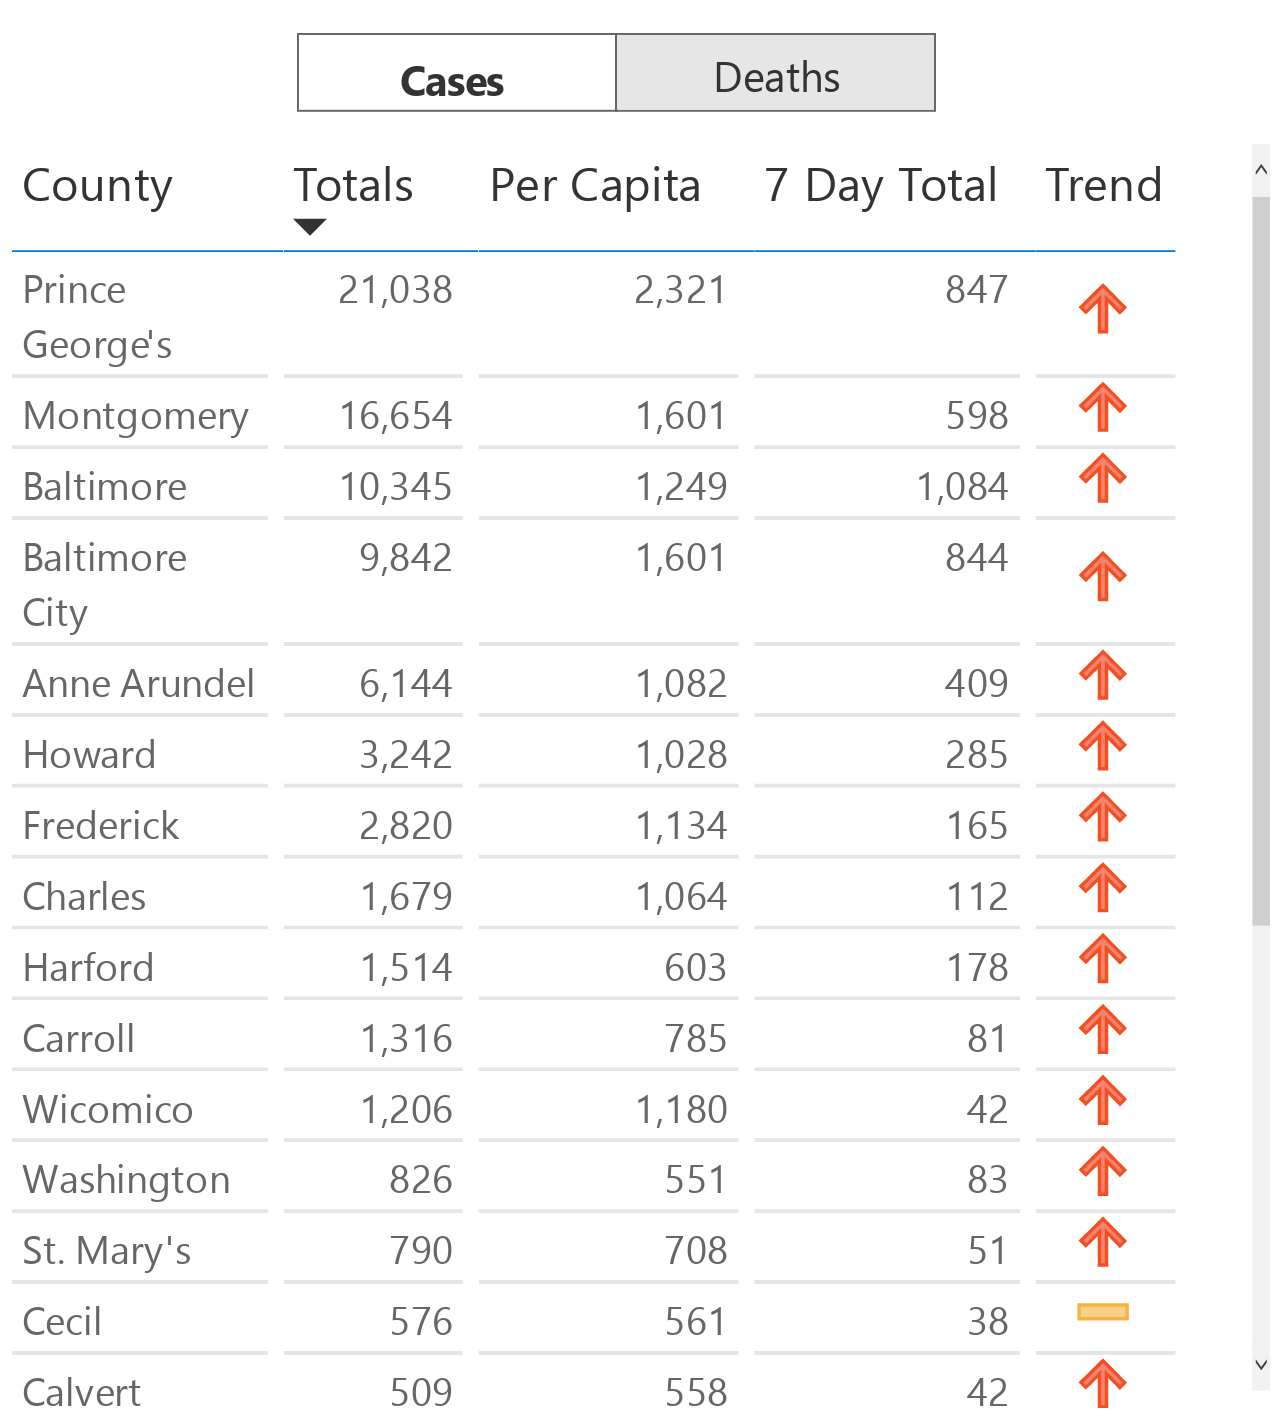 Cases Deaths
County Totals Per Capita 7 Day Total Trend
Prince 21,038 2,321 847
George's
Montgomery 16,654 1,601 598
Baltimore 10,345 1,249 1,084
Baltimore 9,842 1,601 844
City
Anne Arundel 6,144 1,082 409
Howard 3,242 1,028 285
Frederick 2,820 1,134 165
Charles 1,679 1,064 112
Harford 1,514 603 178
Carroll 1,316 785 81
Wicomico 1,206 1,180 42
Washington 826 551 83
St. Mary's 790 708 51
Cecil 576 561 38
Calvert 509 558 42